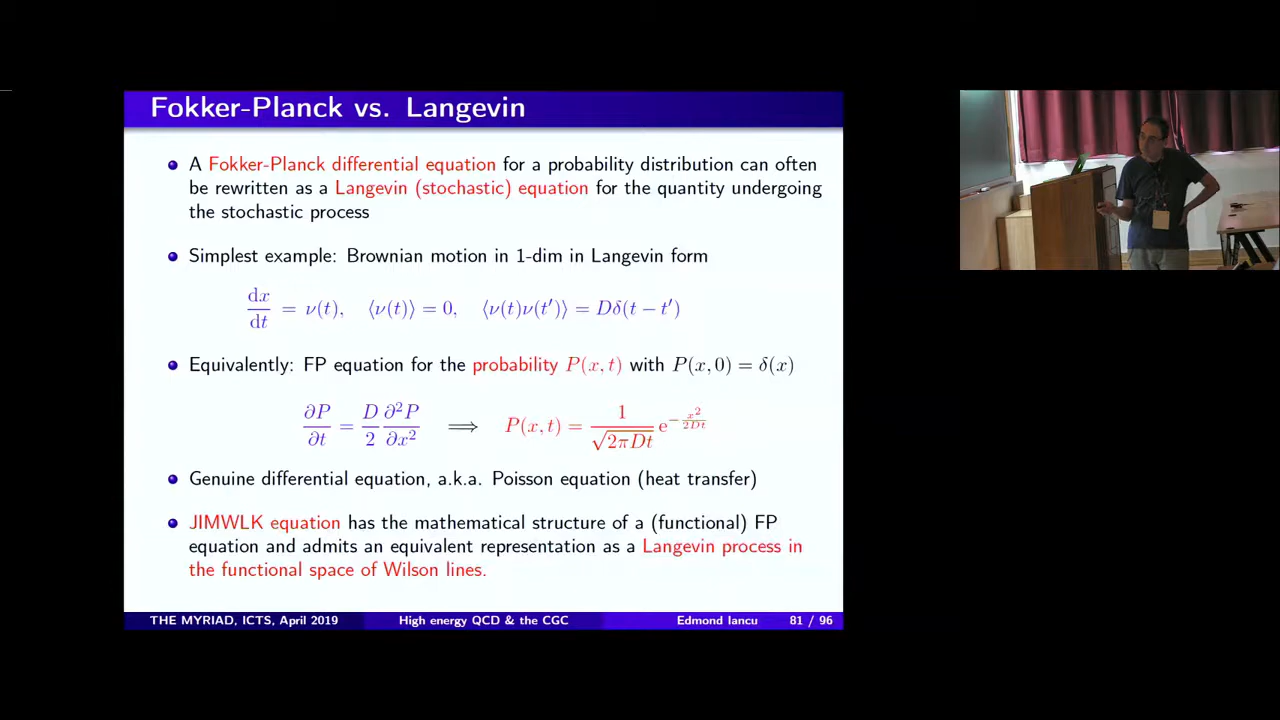 Fokker-Planck vs. Langevin
A Fokker-Planck differential equation for a probability distribution can often
be rewritten as a Langevin (stochastic) equation for the quantity undergoing
the stochastic process
Simplest example: Brownian motion in 1-dim in Langevin form
dx/dt = ν(t), ⟨ν(t)⟩ = 0, ⟨ν(t)ν(t′)⟩ = Dδ(t − t′)
Equivalently: FP equation for the probability P(x, t) with P(x, 0) = δ(x)
∂P/∂t = D/2 ∂²P/∂x² ⟹ P(x, t) = 1/√(2πDt) e^(−x²/2Dt)
Genuine differential equation, a.k.a. Poisson equation (heat transfer)
JIMWLK equation has the mathematical structure of a (functional) FP
equation and admits an equivalent representation as a Langevin process in
the functional space of Wilson lines.
THE MYRIAD, ICTS, April 2019 High energy QCD & the CGC Edmond Iancu 81 / 96